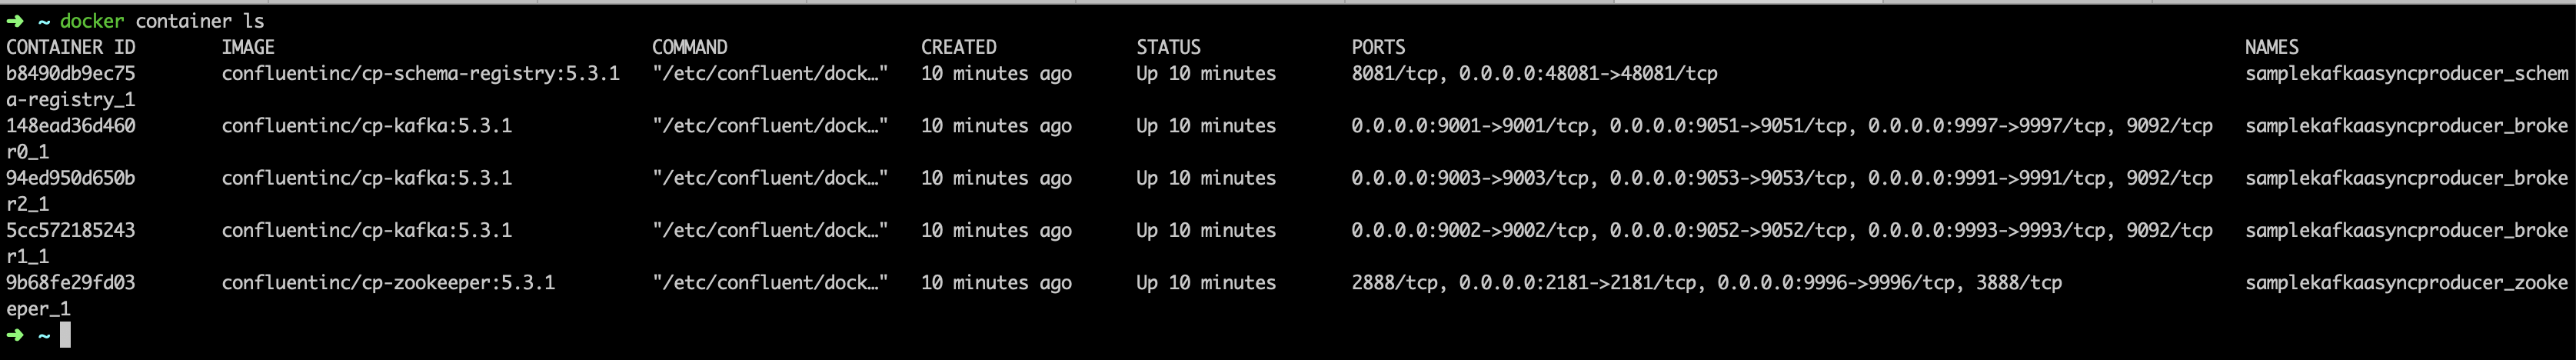 ➜ ~ docker container ls
CONTAINER ID        IMAGE                                   COMMAND                  CREATED             STATUS              PORTS                                                                              NAMES
b8490db9ec75        confluentinc/cp-schema-registry:5.3.1   "/etc/confluent/dock…"   10 minutes ago      Up 10 minutes       8081/tcp, 0.0.0.0:48081->48081/tcp                                                 samplekafkaasyncproducer_schem
a-registry_1
148ead36d460        confluentinc/cp-kafka:5.3.1             "/etc/confluent/dock…"   10 minutes ago      Up 10 minutes       0.0.0.0:9001->9001/tcp, 0.0.0.0:9051->9051/tcp, 0.0.0.0:9997->9997/tcp, 9092/tcp   samplekafkaasyncproducer_broke
r0_1
94ed950d650b        confluentinc/cp-kafka:5.3.1             "/etc/confluent/dock…"   10 minutes ago      Up 10 minutes       0.0.0.0:9003->9003/tcp, 0.0.0.0:9053->9053/tcp, 0.0.0.0:9991->9991/tcp, 9092/tcp   samplekafkaasyncproducer_broke
r2_1
5cc572185243        confluentinc/cp-kafka:5.3.1             "/etc/confluent/dock…"   10 minutes ago      Up 10 minutes       0.0.0.0:9002->9002/tcp, 0.0.0.0:9052->9052/tcp, 0.0.0.0:9993->9993/tcp, 9092/tcp   samplekafkaasyncproducer_broke
r1_1
9b68fe29fd03        confluentinc/cp-zookeeper:5.3.1         "/etc/confluent/dock…"   10 minutes ago      Up 10 minutes       2888/tcp, 0.0.0.0:2181->2181/tcp, 0.0.0.0:9996->9996/tcp, 3888/tcp                 samplekafkaasyncproducer_zooke
eper_1
➜ ~